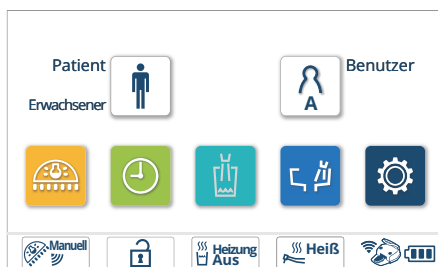 Patient
Benutzer
Erwachsener
A
Manuell
Heizung
Aus
Heiß